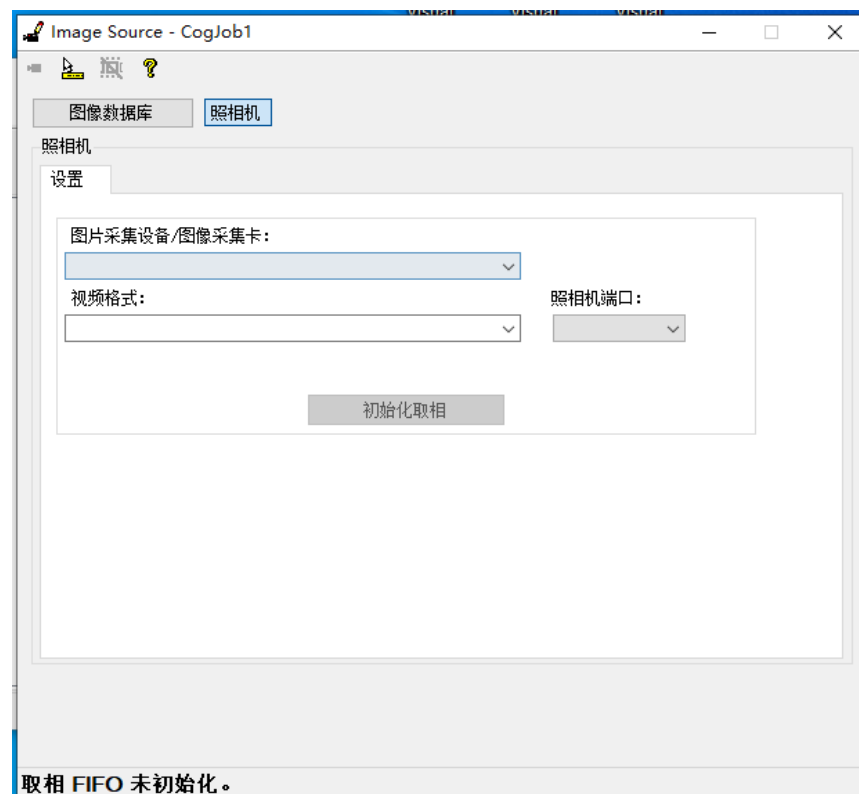 Image Source - CogJob1
图像数据库 照相机
照相机
设置
图片采集设备/图像采集卡:
视频格式: 照相机端口:
初始化取相
取相 FIFO 未初始化。